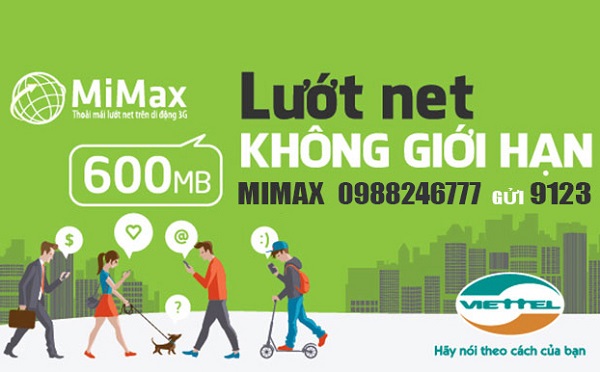 MiMax
Thoải mái lướt net trên di động 3G
Lướt net
KHÔNG GIỚI HẠN
600MB
MIMAX 0988246777 GỬI 9123
$
@
:)
?
VIETTEL
Hãy nói theo cách của bạn